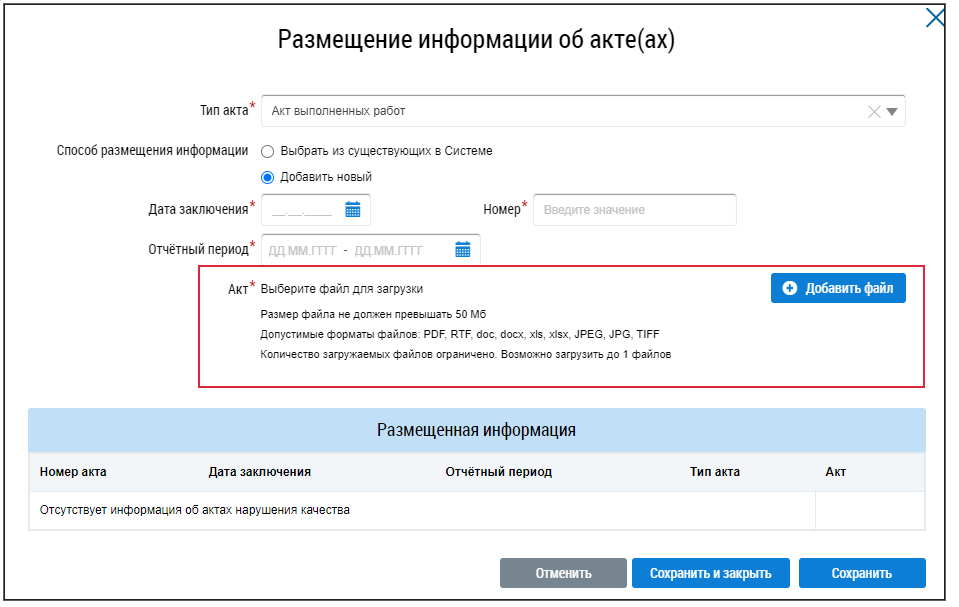 Размещение информации об акте(ах)
Тип акта* Акт выполненных работ
Способ размещения информации Выбрать из существующих в Системе
Добавить новый
Дата заключения* __.__.____ Номер* Введите значение
Отчётный период* ДД.ММ.ГГГГ - ДД.ММ.ГГГГ
Акт* Выберите файл для загрузки Добавить файл
Размер файла не должен превышать 50 Мб
Допустимые форматы файлов: PDF, RTF, doc, docx, xls, xlsx, JPEG, JPG, TIFF
Количество загружаемых файлов ограничено. Возможно загрузить до 1 файлов
Размещенная информация
Номер акта Дата заключения Отчётный период Тип акта Акт
Отсутствует информация об актах нарушения качества
Отменить Сохранить и закрыть Сохранить